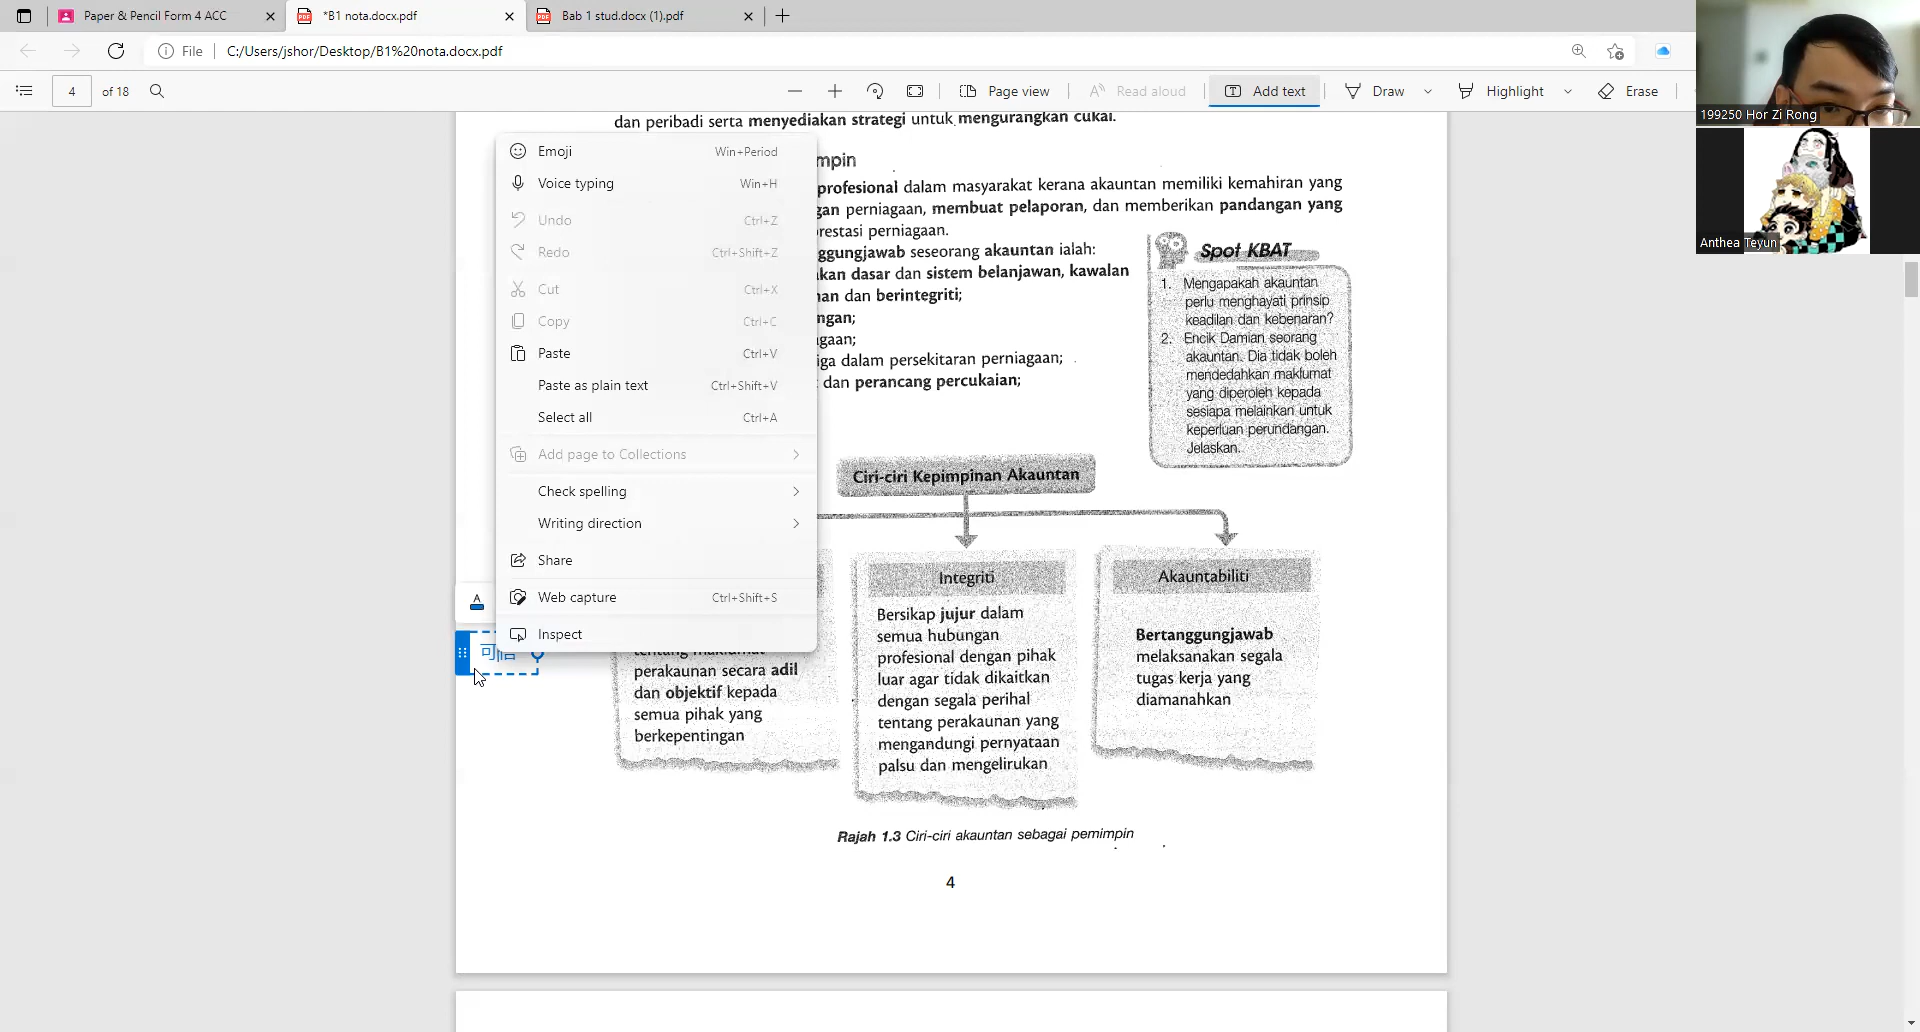 Paper & Pencil Form 4 ACC
*B1 nota.docx.pdf
Bab 1 stud.docx (1).pdf
File
C:/Users/jshor/Desktop/B1%20nota.docx.pdf
4
of 18
Page view
Read aloud
Add text
Draw
Highlight
Erase
199250 Hor Zi Rong
Anthea Teyun
dan peribadi serta menyediakan strategi untuk mengurangkan cukai.
mpin
profesional dalam masyarakat kerana akauntan memiliki kemahiran yang
gan perniagaan, membuat pelaporan, dan memberikan pandangan yang
restasi perniagaan.
ggungjawab seseorang akauntan ialah:
kan dasar dan sistem belanjawan, kawalan
nan dan berintegriti;
ngan;
gaan;
iga dalam persekitaran perniagaan;
dan perancang percukaian;
Emoji Win+Period
Voice typing Win+H
Undo Ctrl+Z
Redo Ctrl+Shift+Z
Cut Ctrl+X
Copy Ctrl+C
Paste Ctrl+V
Paste as plain text Ctrl+Shift+V
Select all Ctrl+A
Add page to Collections
Check spelling
Writing direction
Share
Web capture Ctrl+Shift+S
Inspect
Spot KBAT
1. Mengapakah akauntan
perlu menghayati prinsip
keadilan dan kebenaran?
2. Encik Damian seorang
akauntan. Dia tidak boleh
mendedahkan maklumat
yang diperoleh kepada
sesiapa melainkan untuk
keperluan perundangan.
Jelaskan.
Ciri-ciri Kepimpinan Akauntan
A
可信
tentang maklumat
perakaunan secara adil
dan objektif kepada
semua pihak yang
berkepentingan
Integriti
Bersikap jujur dalam
semua hubungan
profesional dengan pihak
luar agar tidak dikaitkan
dengan segala perihal
tentang perakaunan yang
mengandungi pernyataan
palsu dan mengelirukan
Akauntabiliti
Bertanggungjawab
melaksanakan segala
tugas kerja yang
diamanahkan
Rajah 1.3 Ciri-ciri akauntan sebagai pemimpin
4